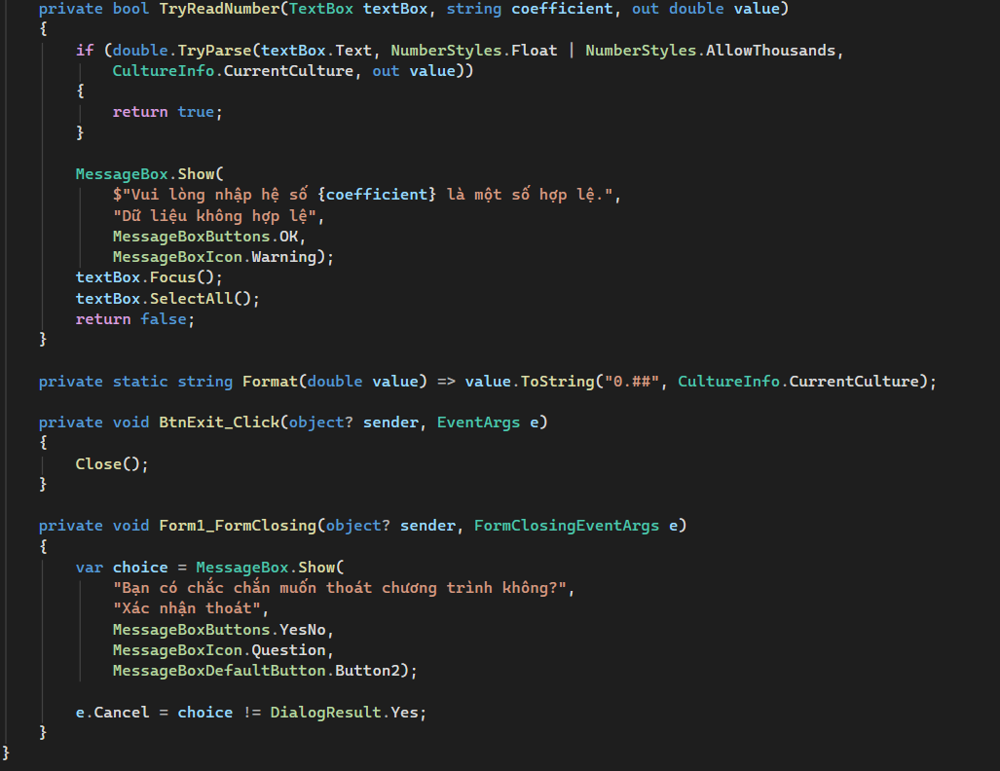 private bool TryReadNumber(TextBox textBox, string coefficient, out double value)
{
if (double.TryParse(textBox.Text, NumberStyles.Float | NumberStyles.AllowThousands,
CultureInfo.CurrentCulture, out value))
{
return true;
}
MessageBox.Show(
$"Vui lòng nhập hệ số {coefficient} là một số hợp lệ.",
"Dữ liệu không hợp lệ",
MessageBoxButtons.OK,
MessageBoxIcon.Warning);
textBox.Focus();
textBox.SelectAll();
return false;
}
private static string Format(double value) => value.ToString("0.##", CultureInfo.CurrentCulture);
private void BtnExit_Click(object? sender, EventArgs e)
{
Close();
}
private void Form1_FormClosing(object? sender, FormClosingEventArgs e)
{
var choice = MessageBox.Show(
"Bạn có chắc chắn muốn thoát chương trình không?",
"Xác nhận thoát",
MessageBoxButtons.YesNo,
MessageBoxIcon.Question,
MessageBoxDefaultButton.Button2);
e.Cancel = choice != DialogResult.Yes;
}
}